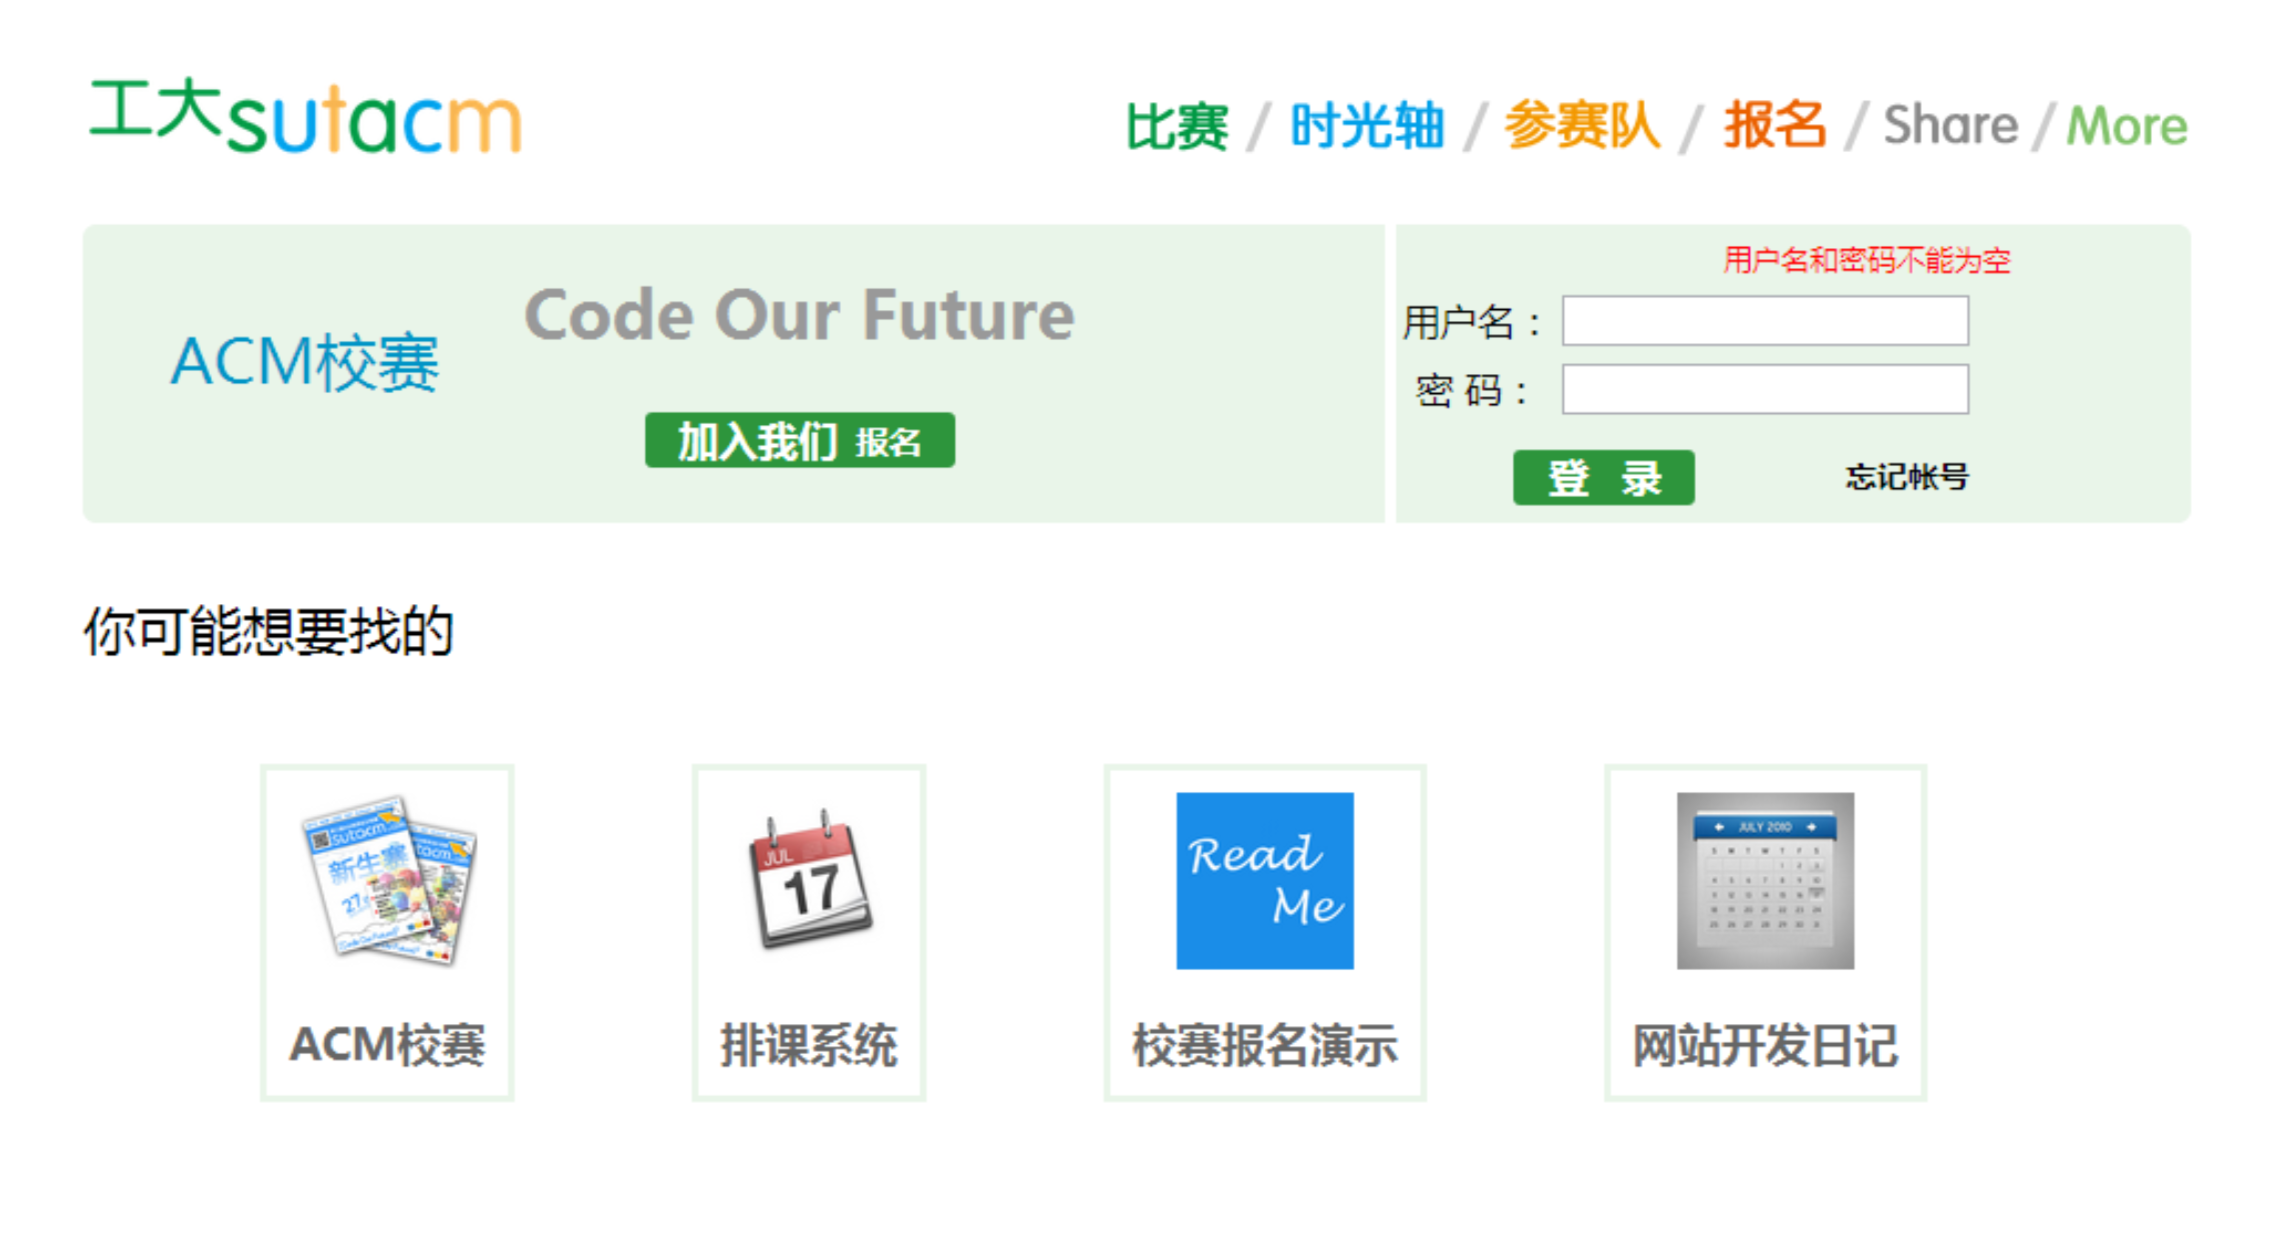 工大sutacm
比赛 / 时光轴 / 参赛队 / 报名 / Share / More
ACM校赛
Code Our Future
加入我们 报名
用户名和密码不能为空
用户名：
密 码：
登 录
忘记帐号
你可能想要找的
sutacm
新生赛
27
JUL
17
Read
Me
JULY 2010
ACM校赛
排课系统
校赛报名演示
网站开发日记